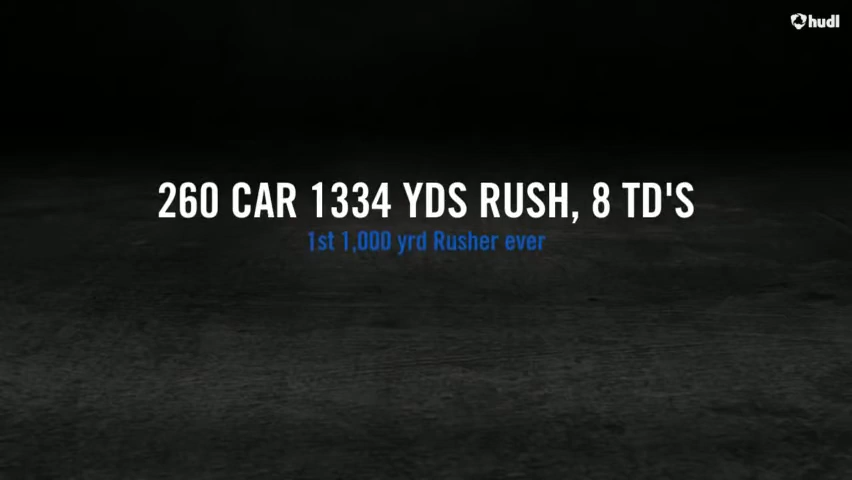 hudl
260 CAR 1334 YDS RUSH, 8 TD'S
1st 1,000 yrd Rusher ever